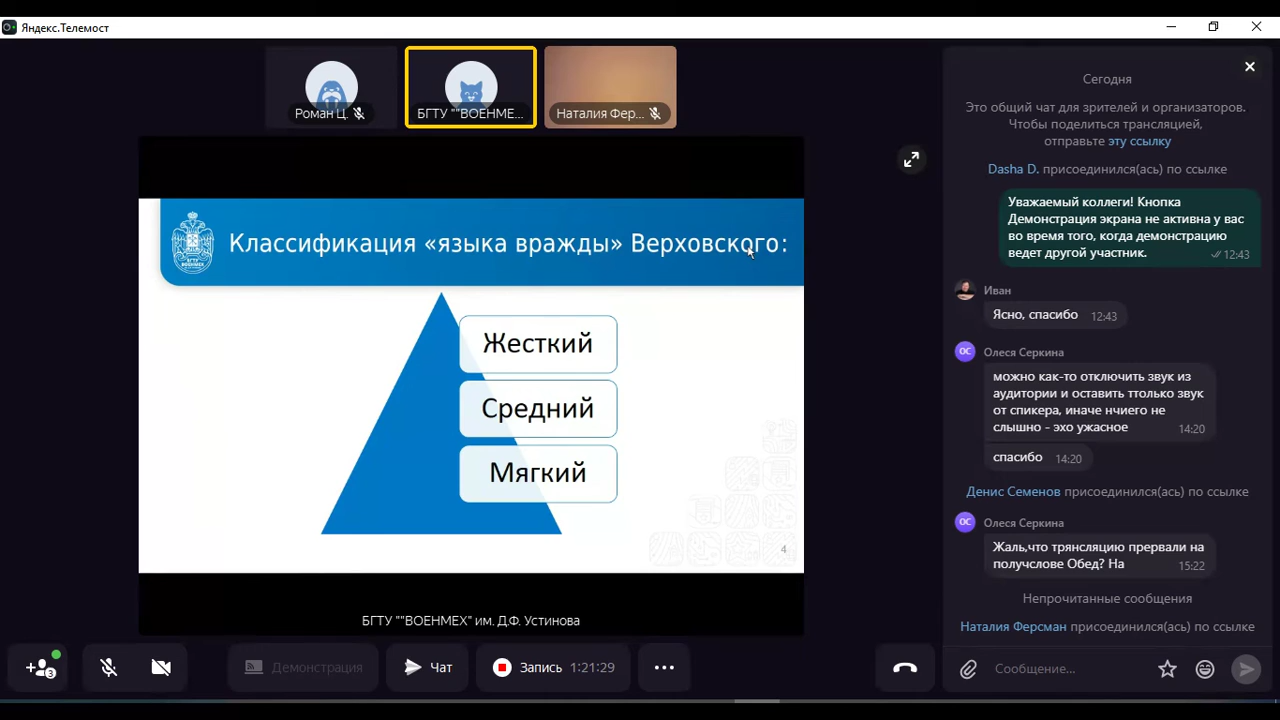 Яндекс.Телемост
Роман Ц.
БГТУ ""ВОЕНМЕ...
Наталия Фер...
Классификация «языка вражды» Верховского:
Жесткий
Средний
Мягкий
4
БГТУ ""ВОЕНМЕХ" им. Д.Ф. Устинова
3
Демонстрация
Чат
Запись 1:21:29
Сегодня
Это общий чат для зрителей и организаторов.
Чтобы поделиться трансляцией,
отправьте эту ссылку
Dasha D. присоединился(ась) по ссылке
Уважаемый коллеги! Кнопка
Демонстрация экрана не активна у вас
во время того, когда демонстрацию
ведет другой участник.
12:43
Иван
Ясно, спасибо 12:43
ОС Олеся Серкина
можно как-то отключить звук из
аудитории и оставить ттолько звук
от спикера, иначе нчиего не
слышно - эхо ужасное 14:20
спасибо 14:20
Денис Семенов присоединился(ась) по ссылке
ОС Олеся Серкина
Жаль,что трянсляцию прервали на
получслове Обед? На 15:22
Непрочитанные сообщения
Наталия Ферсман присоединился(ась) по ссылке
Сообщение...